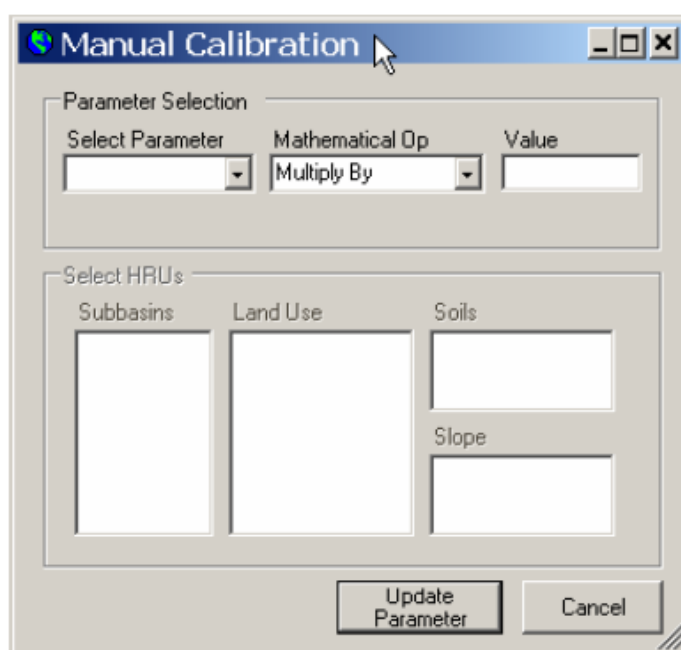 Manual Calibration
Parameter Selection
Select Parameter
Mathematical Op
Value
Multiply By
Select HRUs
Subbasins
Land Use
Soils
Slope
Update
Parameter
Cancel